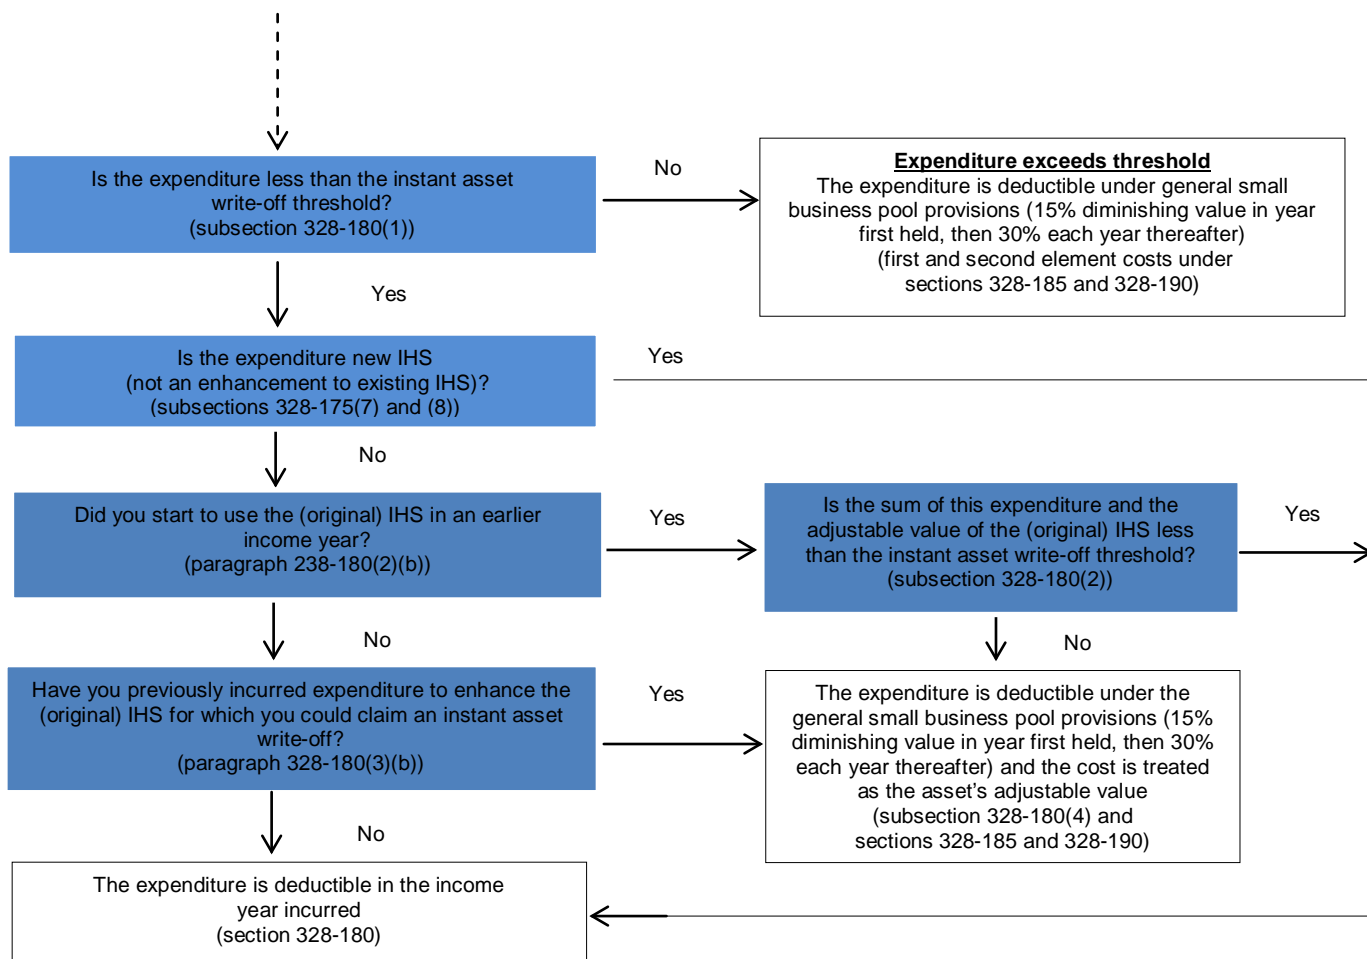 Is the expenditure less than the instant asset
write-off threshold?
(subsection 328-180(1))
No
Expenditure exceeds threshold
The expenditure is deductible under general small
business pool provisions (15% diminishing value in year
first held, then 30% each year thereafter)
(first and second element costs under
sections 328-185 and 328-190)
Yes
Is the expenditure new IHS
(not an enhancement to existing IHS)?
(subsections 328-175(7) and (8))
Yes
No
Did you start to use the (original) IHS in an earlier
income year?
(paragraph 238-180(2)(b))
Yes
Is the sum of this expenditure and the
adjustable value of the (original) IHS less
than the instant asset write-off threshold?
(subsection 328-180(2))
Yes
No
No
Have you previously incurred expenditure to enhance the
(original) IHS for which you could claim an instant asset
write-off?
(paragraph 328-180(3)(b))
Yes
The expenditure is deductible under the
general small business pool provisions (15%
diminishing value in year first held, then 30%
each year thereafter) and the cost is treated
as the asset's adjustable value
(subsection 328-180(4) and
sections 328-185 and 328-190)
No
The expenditure is deductible in the income
year incurred
(section 328-180)